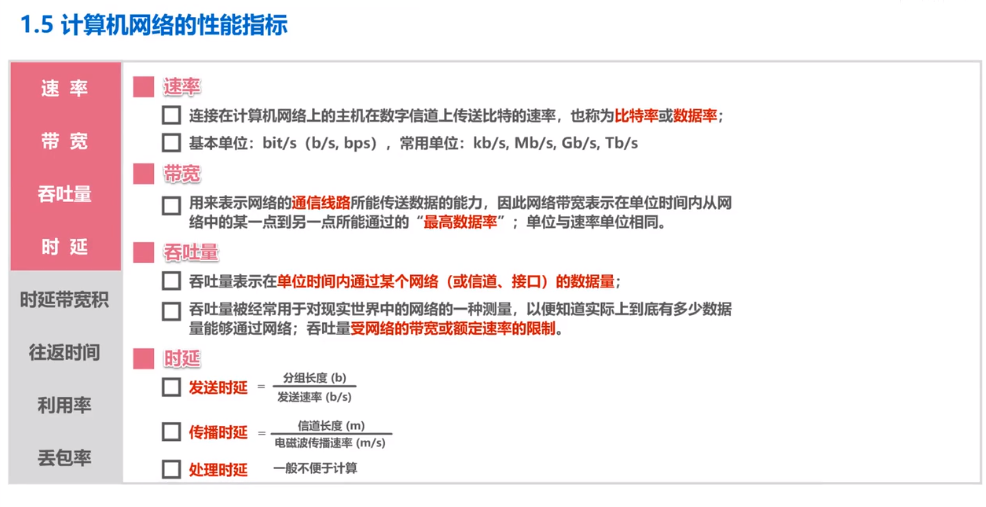 1.5 计算机网络的性能指标
速 率
带 宽
吞吐量
时 延
时延带宽积
往返时间
利用率
丢包率
速率
连接在计算机网络上的主机在数字信道上传送比特的速率，也称为比特率或数据率；
基本单位：bit/s（b/s, bps），常用单位：kb/s, Mb/s, Gb/s, Tb/s
带宽
用来表示网络的通信线路所能传送数据的能力，因此网络带宽表示在单位时间内从网
络中的某一点到另一点所能通过的“最高数据率”；单位与速率单位相同。
吞吐量
吞吐量表示在单位时间内通过某个网络（或信道、接口）的数据量；
吞吐量被经常用于对现实世界中的网络的一种测量，以便知道实际上到底有多少数据
量能够通过网络；吞吐量受网络的带宽或额定速率的限制。
时延
发送时延 = 分组长度 (b)
发送速率 (b/s)
传播时延 = 信道长度 (m)
电磁波传播速率 (m/s)
处理时延 一般不便于计算